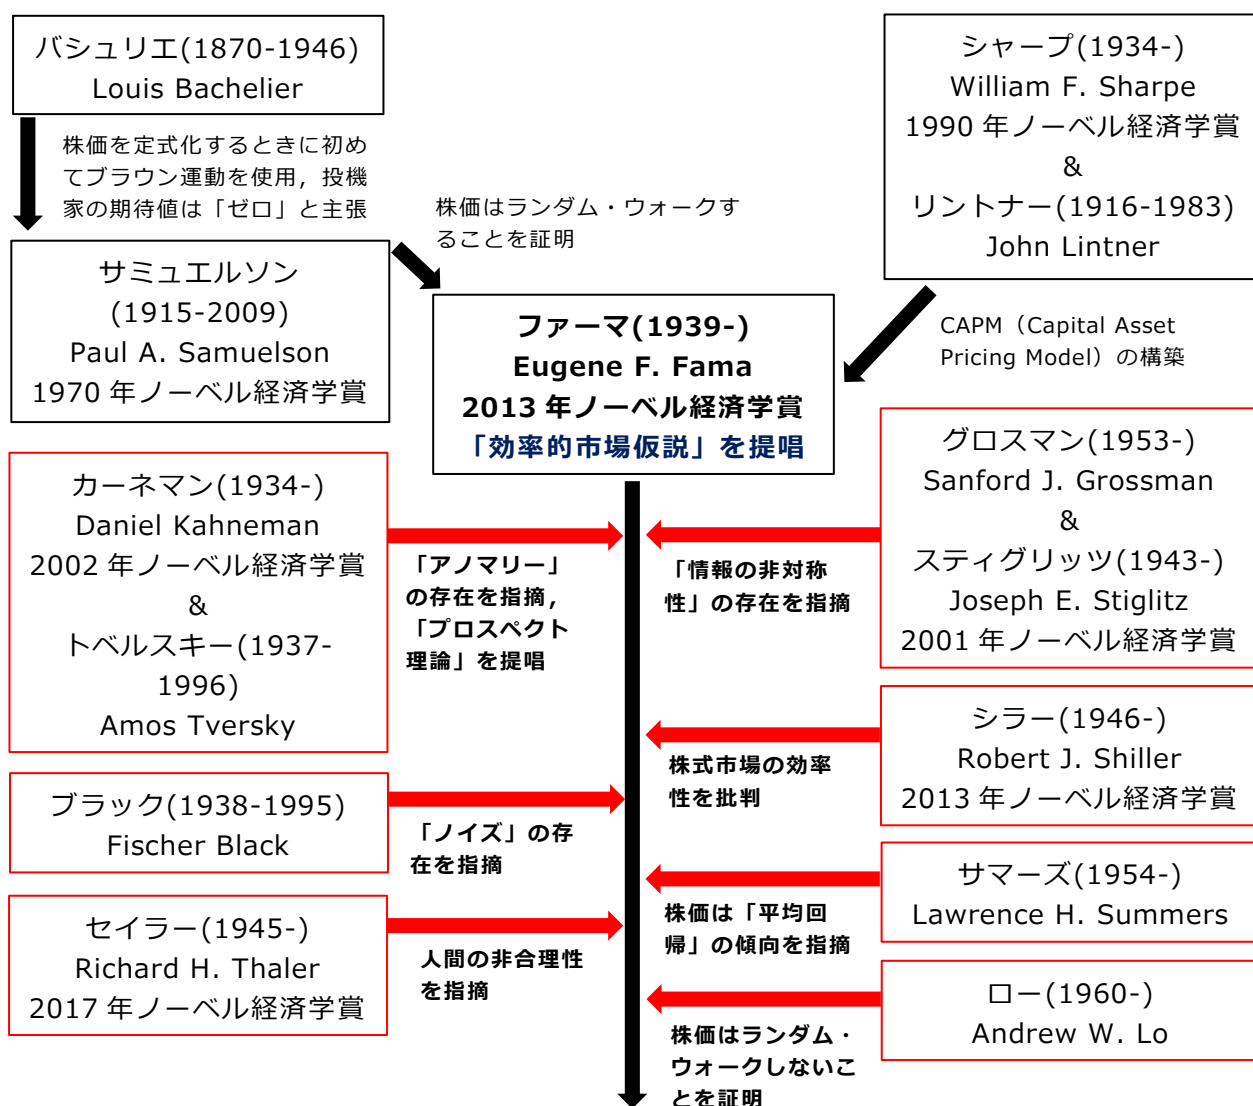 バシュリエ(1870-1946)
Louis Bachelier
株価を定式化するときに初め
てブラウン運動を使用，投機
家の期待値は「ゼロ」と主張
サミュエルソン
(1915-2009)
Paul A. Samuelson
1970 年ノーベル経済学賞
株価はランダム・ウォークす
ることを証明
シャープ(1934-)
William F. Sharpe
1990 年ノーベル経済学賞
&
リントナー(1916-1983)
John Lintner
CAPM（Capital Asset
Pricing Model）の構築
ファーマ(1939-)
Eugene F. Fama
2013 年ノーベル経済学賞
「効率的市場仮説」を提唱
カーネマン(1934-)
Daniel Kahneman
2002 年ノーベル経済学賞
&
トベルスキー(1937-
1996)
Amos Tversky
「アノマリー」
の存在を指摘，
「プロスペクト
理論」を提唱
グロスマン(1953-)
Sanford J. Grossman
&
スティグリッツ(1943-)
Joseph E. Stiglitz
2001 年ノーベル経済学賞
「情報の非対称
性」の存在を指摘
シラー(1946-)
Robert J. Shiller
2013 年ノーベル経済学賞
株式市場の効率
性を批判
ブラック(1938-1995)
Fischer Black
「ノイズ」の存
在を指摘
サマーズ(1954-)
Lawrence H. Summers
株価は「平均回
帰」の傾向を指摘
セイラー(1945-)
Richard H. Thaler
2017 年ノーベル経済学賞
人間の非合理性
を指摘
ロー(1960-)
Andrew W. Lo
株価はランダム・
ウォークしないこ
とを証明